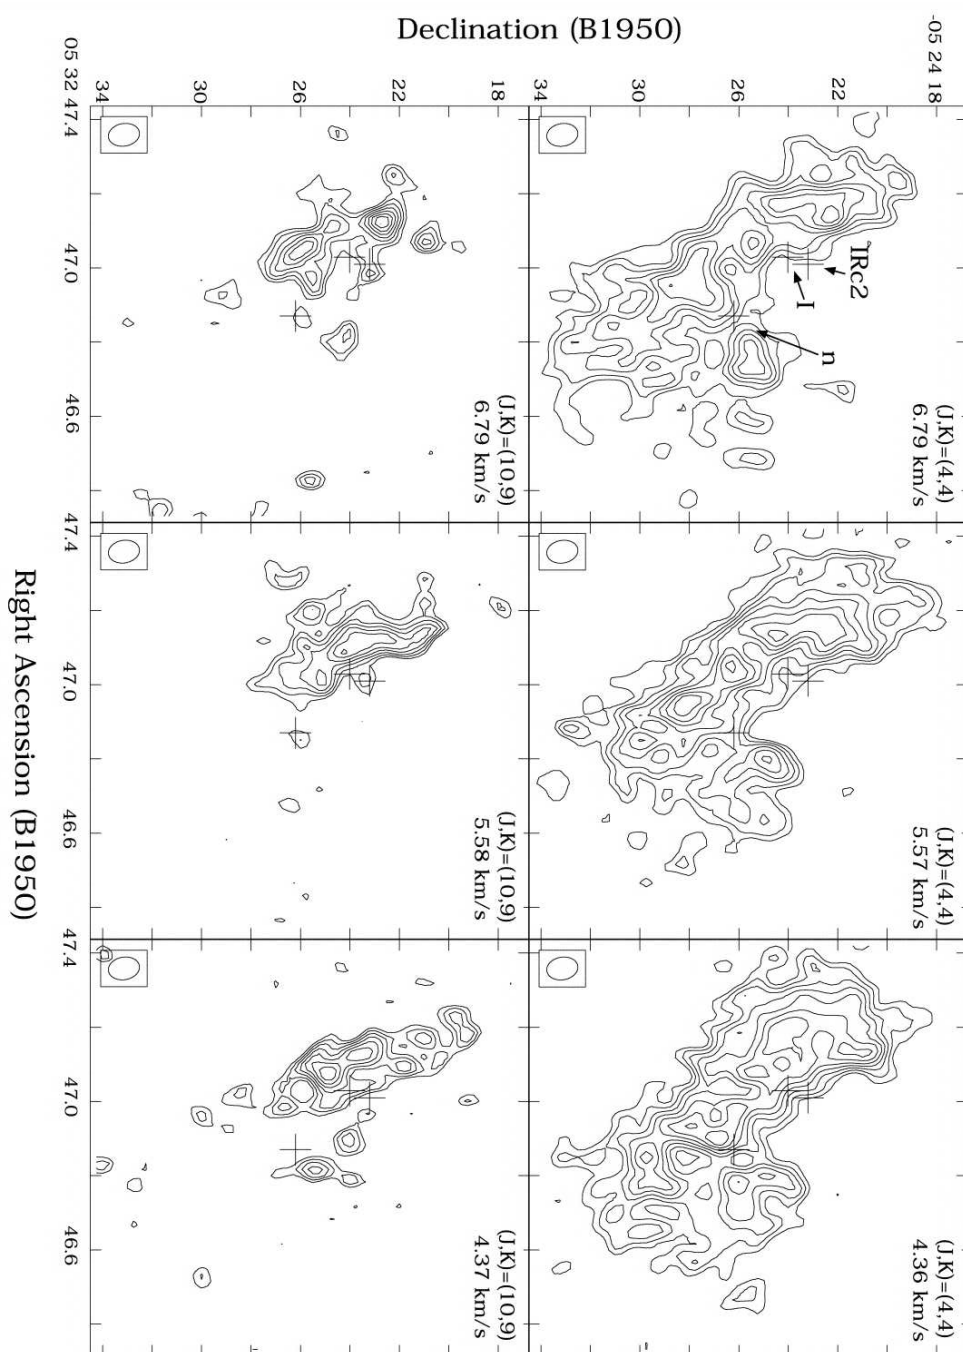 Declination (B1950)
-05 24 18
22
26
34
18
22
26
30
34
IRc2
I
n
(J,K)=(4,4)
6.79 km/s
(J,K)=(4,4)
5.57 km/s
(J,K)=(4,4)
4.36 km/s
(J,K)=(10,9)
6.79 km/s
(J,K)=(10,9)
5.58 km/s
(J,K)=(10,9)
4.37 km/s
05 32 47.4
47.0
46.6
47.4
47.0
46.6
47.4
47.0
46.6
Right Ascension (B1950)
30